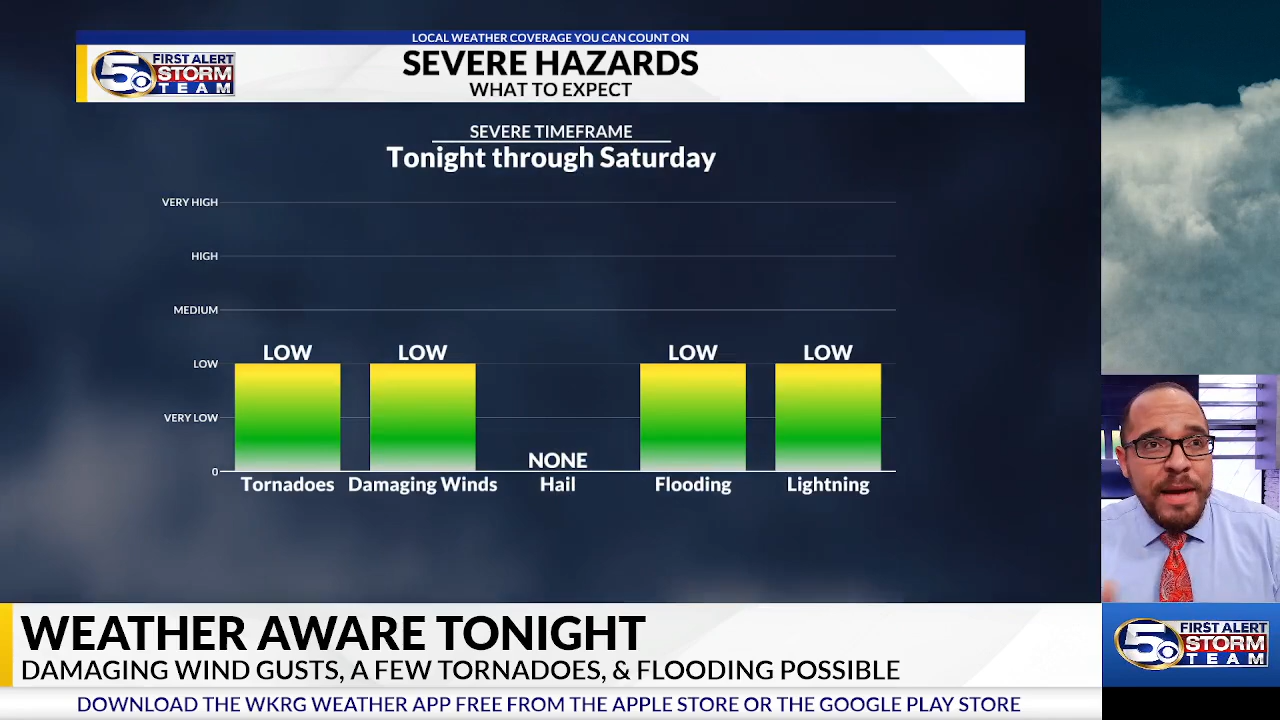 LOCAL WEATHER COVERAGE YOU CAN COUNT ON
5 FIRST ALERT
STORM
TEAM
SEVERE HAZARDS
WHAT TO EXPECT
SEVERE TIMEFRAME
Tonight through Saturday
VERY HIGH
HIGH
MEDIUM
LOW
VERY LOW
0
LOW
LOW
NONE
LOW
LOW
Tornadoes
Damaging Winds
Hail
Flooding
Lightning
WEATHER AWARE TONIGHT
DAMAGING WIND GUSTS, A FEW TORNADOES, & FLOODING POSSIBLE
DOWNLOAD THE WKRG WEATHER APP FREE FROM THE APPLE STORE OR THE GOOGLE PLAY STORE
5 FIRST ALERT
STORM
TEAM